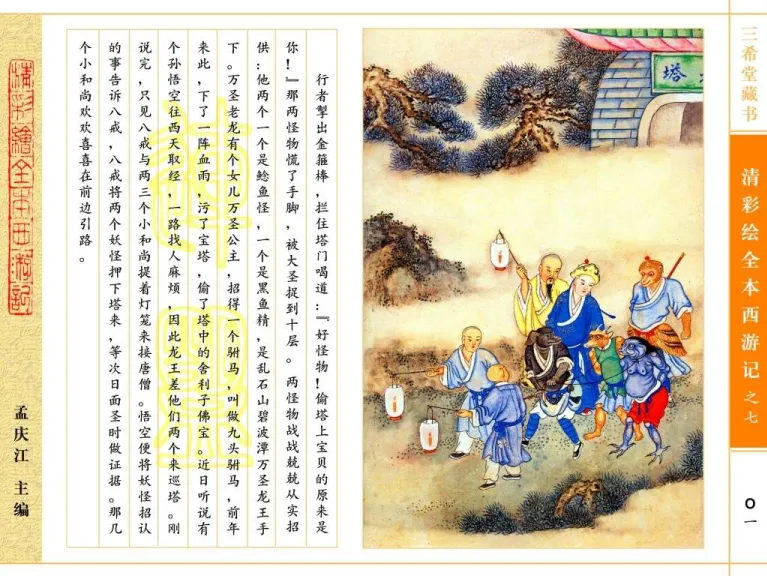 三希堂藏书
清彩绘全本西游记之七
〇一
塔
行者掣出金箍棒，拦住塔门喝道：『好怪物！偷塔上宝贝的原来是
你！』那两怪物慌了手脚，被大圣捉到十层。两怪物战战兢兢从实招
供：他两个一个是鲶鱼怪，一个是黑鱼精，是乱石山碧波潭万圣龙王手
下。万圣老龙有个女儿万圣公主，招得一个驸马，叫做九头驸马，前年
来此，下了一阵血雨，污了宝塔，偷了塔中的舍利子佛宝。近日听说有
个孙悟空往西天取经，一路找人麻烦，因此龙王差他们两个来巡塔。刚
说完，只见八戒与两三个小和尚提着灯笼来接唐僧。悟空便将妖怪招认
的事告诉八戒，八戒将两个妖怪押下塔来，等次日面圣时做证据。那几
个小和尚欢欢喜喜在前边引路。
清彩绘全本西游记
孟庆江 主编